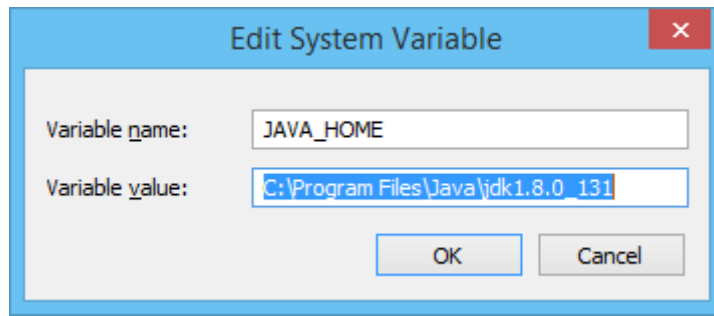 Edit System Variable
Variable name: JAVA_HOME
Variable value: C:\Program Files\Java\jdk1.8.0_131
OK Cancel